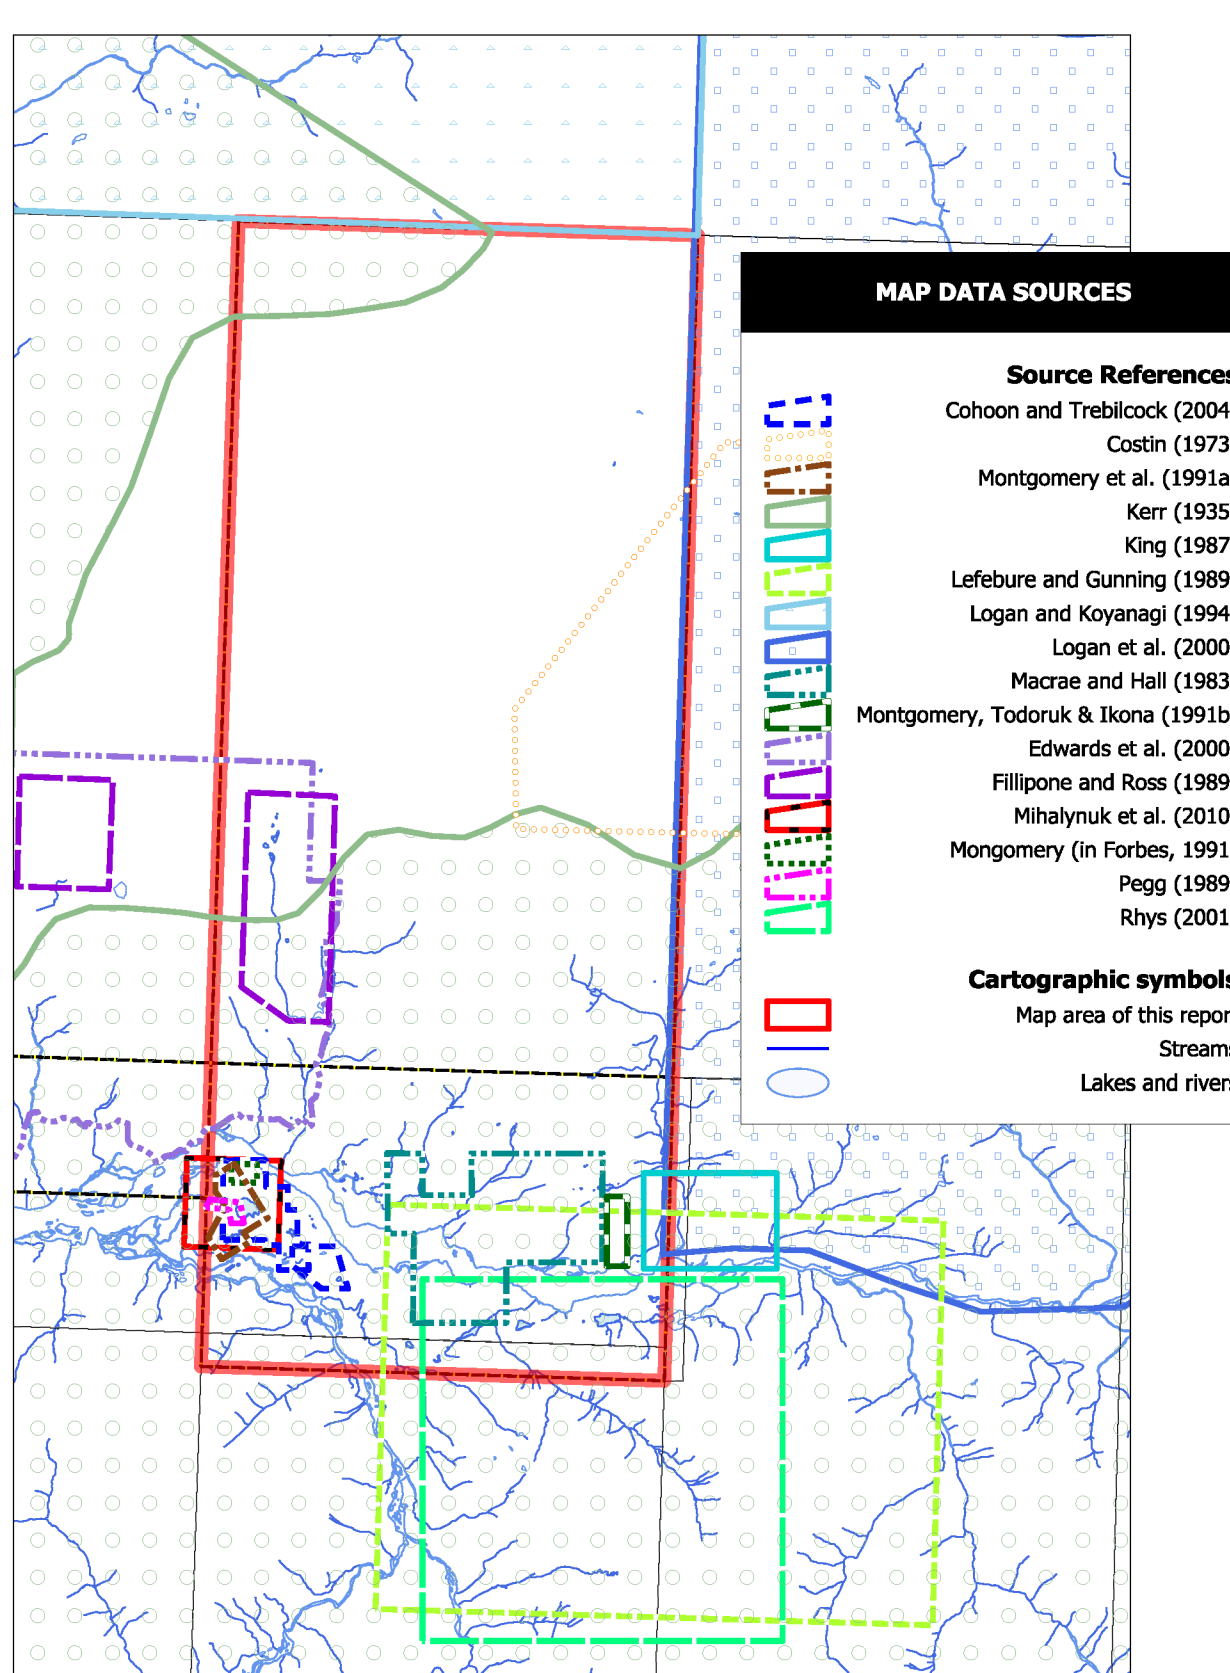 MAP DATA SOURCES
Source References
Cohoon and Trebilcock (2004
Costin (1973
Montgomery et al. (1991a
Kerr (1935
King (1987
Lefebure and Gunning (1989
Logan and Koyanagi (1994
Logan et al. (2000
Macrae and Hall (1983
Montgomery, Todoruk & Ikona (1991b
Edwards et al. (2000
Fillipone and Ross (1989
Mihalynuk et al. (2010
Mongomery (in Forbes, 1991
Pegg (1989
Rhys (2001
Cartographic symbols
Map area of this report
Streams
Lakes and rivers